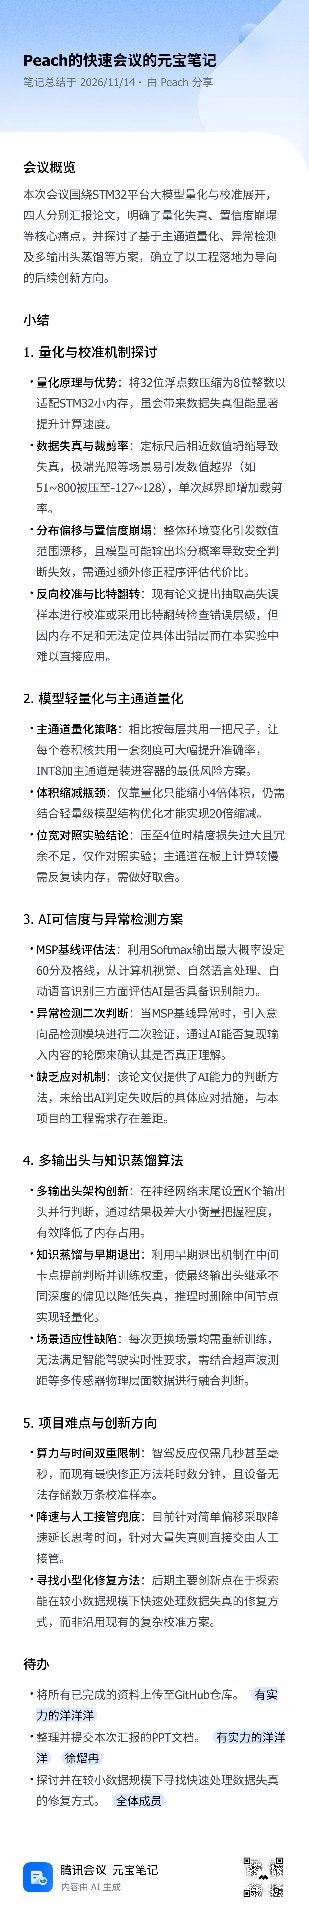 Peach的快速会议的元宝笔记
笔记总结于 2026/11/14 · 由 Peach 分享
会议概览
本次会议围绕STM32平台大模型量化与校准展开，
四人分别汇报论文，明确了量化失真、置信度崩塌
等核心痛点，并探讨了基于主通道量化、异常检测
及多输出头蒸馏等方案，确立了以工程落地为导向
的后续创新方向。
小结
1. 量化与校准机制探讨
• 量化原理与优势：将32位浮点数压缩为8位整数以
适配STM32小内存，虽会带来数据失真但能显著
提升计算速度。
• 数据失真与裁剪率：定标尺后相近数值坍缩导致
失真，极端光照等场景易引发数值越界（如
51~800被压至-127~128），单次越界即增加裁剪
率。
• 分布偏移与置信度崩塌：整体环境变化引发数值
范围漂移，且模型可能输出均分概率导致安全判
断失效，需通过额外修正程序评估代价比。
• 反向校准与比特翻转：现有论文提出抽取高失误
样本进行校准或采用比特翻转检查错误层级，但
因内存不足和无法定位具体出错层而在本实验中
难以直接应用。
2. 模型轻量化与主通道量化
• 主通道量化策略：相比按每层共用一把尺子，让
每个卷积核共用一套刻度可大幅提升准确率，
INT8加主通道是装进容器的最低风险方案。
• 体积缩减瓶颈：仅靠量化只能缩小4倍体积，仍需
结合轻量级模型结构优化才能实现20倍缩减。
• 位宽对照实验结论：压至4位时精度损失过大且冗
余不足，仅作对照实验；主通道在板上计算较慢
需反复读内存，需做好取舍。
3. AI可信度与异常检测方案
• MSP基线评估法：利用Softmax输出最大概率设定
60分及格线，从计算机视觉、自然语言处理、自
动语音识别三方面评估AI是否具备识别能力。
• 异常检测二次判断：当MSP基线异常时，引入意
向品检测模块进行二次验证，通过AI能否复现输
入内容的轮廓来确认其是否真正理解。
• 缺乏应对机制：该论文仅提供了AI能力的判断方
法，未给出AI判定失败后的具体应对措施，与本
项目的工程需求存在差距。
4. 多输出头与知识蒸馏算法
• 多输出头架构创新：在神经网络末尾设置K个输出
头并行判断，通过结果极差大小衡量把握程度，
有效降低了内存占用。
• 知识蒸馏与早期退出：利用早期退出机制在中间
卡点提前判断并训练权重，使最终输出头继承不
同深度的偏见以降低失真，推理时删除中间节点
实现轻量化。
• 场景适应性缺陷：每次更换场景均需重新训练，
无法满足智能驾驶实时性要求，需结合超声波测
距等多传感器物理层面数据进行融合判断。
5. 项目难点与创新方向
• 算力与时间双重限制：智驾反应仅需几秒甚至毫
秒，而现有最快修正方法耗时数分钟，且设备无
法存储数万条校准样本。
• 降速与人工接管兜底：目前针对简单偏移采取降
速延长思考时间，针对大量失真则直接交由人工
接管。
• 寻找小型化修复方法：后期主要创新点在于探索
能在较小数据规模下快速处理数据失真的修复方
式，而非沿用现有的复杂校准方案。
待办
• 将所有已完成的资料上传至GitHub仓库。 有实
力的洋洋洋
• 整理并提交本次汇报的PPT文档。 有实力的洋洋
洋 徐熠冉
• 探讨并在较小数据规模下寻找快速处理数据失真
的修复方式。 全体成员
腾讯会议 元宝笔记
内容由 AI 生成